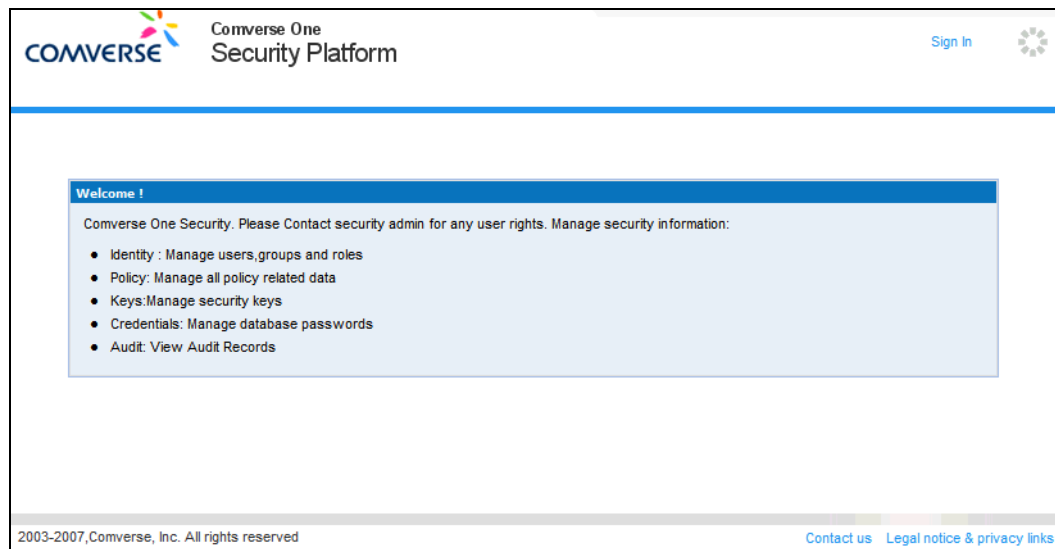 COMVERSE
Comverse One
Security Platform
Sign In
Welcome !
Comverse One Security. Please Contact security admin for any user rights. Manage security information:
● Identity : Manage users,groups and roles
● Policy: Manage all policy related data
● Keys:Manage security keys
● Credentials: Manage database passwords
● Audit: View Audit Records
2003-2007,Comverse, Inc. All rights reserved
Contact us Legal notice & privacy links